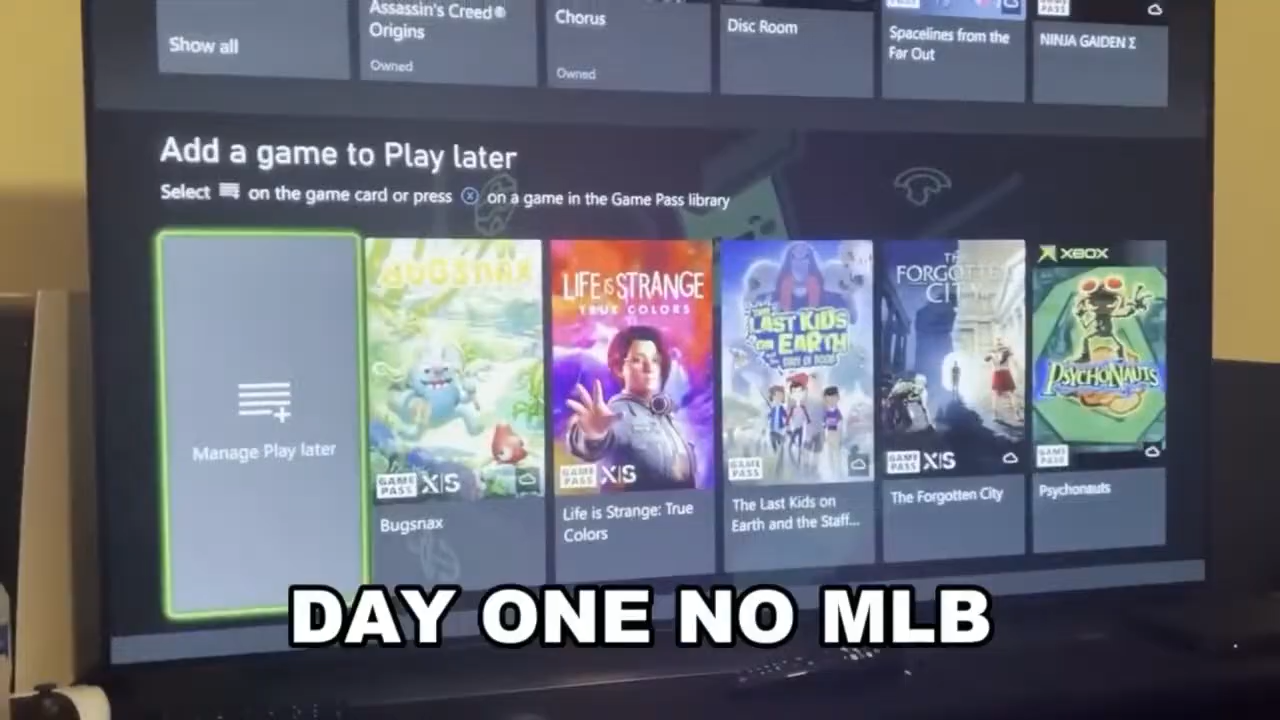 Show all
Assassin's Creed®
Origins
Owned
Chorus
Owned
Disc Room
Spacelines from the
Far Out
NINJA GAIDEN Σ
Add a game to Play later
Select on the game card or press X on a game in the Game Pass library
Manage Play later
BUGSNAX
GAME
PASS X|S
Bugsnax
LIFE IS STRANGE
TRUE COLORS
GAME
PASS X|S
Life is Strange: True
Colors
THE
LAST KIDS
ON EARTH
GAME
PASS
The Last Kids on
Earth and the Staff...
THE
FORGOTTEN
CITY
GAME
PASS X|S
The Forgotten City
XBOX
PSYCHONAUTS
GAME
PASS
Psychonauts
DAY ONE NO MLB